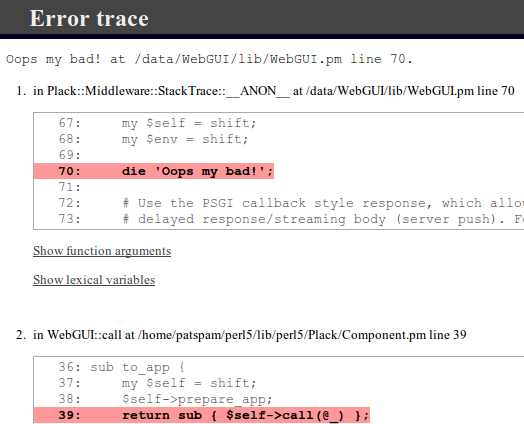 Error trace
Oops my bad! at /data/WebGUI/lib/WebGUI.pm line 70.
1. in Plack::Middleware::StackTrace::__ANON__ at /data/WebGUI/lib/WebGUI.pm line 70
67: my $self = shift;
68: my $env = shift;
69:
70: die 'Oops my bad!';
71:
72: # Use the PSGI callback style response, which allo
73: # delayed response/streaming body (server push). F
Show function arguments
Show lexical variables
2. in WebGUI::call at /home/patspam/perl5/lib/perl5/Plack/Component.pm line 39
36: sub to_app {
37: my $self = shift;
38: $self->prepare_app;
39: return sub { $self->call(@_) };